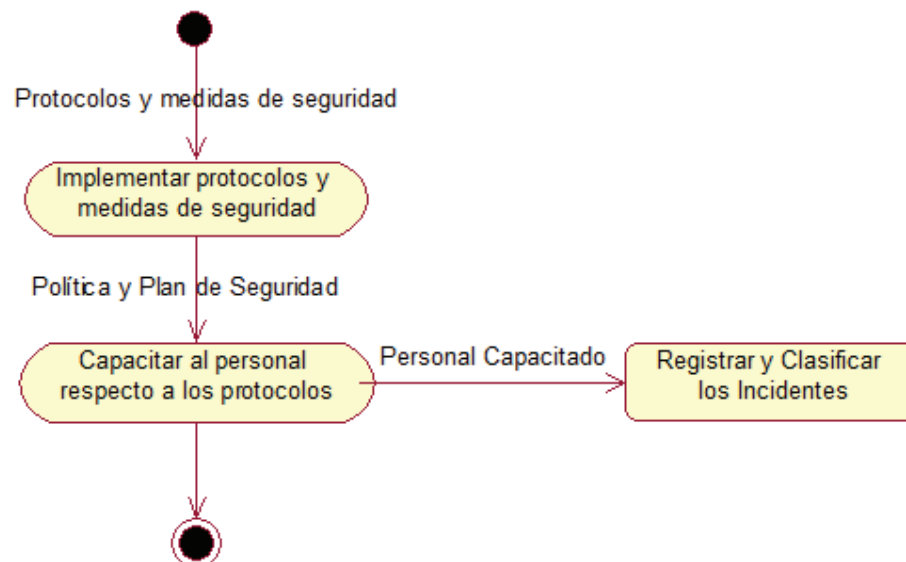 Protocolos y medidas de seguridad
Implementar protocolos y
medidas de seguridad
Política y Plan de Seguridad
Capacitar al personal
respecto a los protocolos
Personal Capacitado
Registrar y Clasificar
los Incidentes